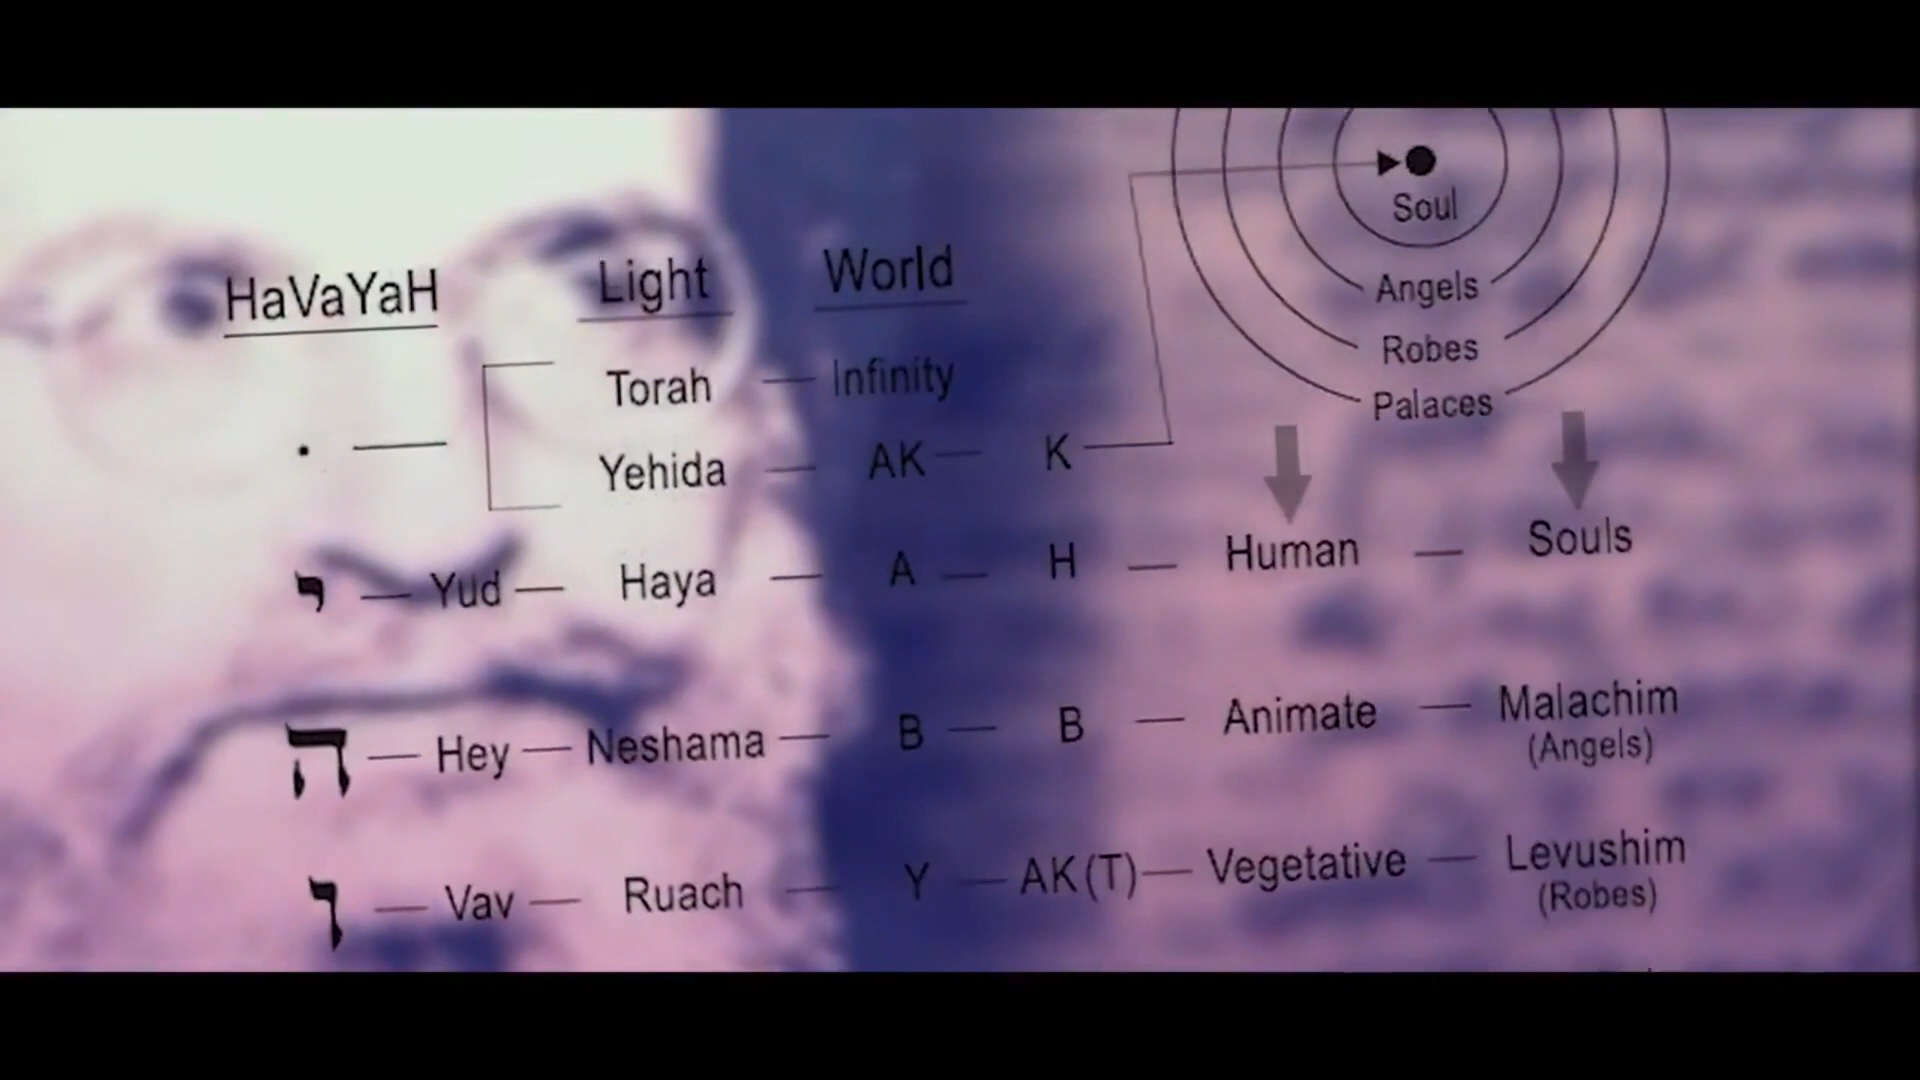 Soul
Angels
Robes
Palaces
HaVaYaH Light World
Torah — Infinity
· — Yehida — AK — K
י — Yud — Haya — A — H — Human — Souls
ה — Hey — Neshama — B — B — Animate — Malachim
(Angels)
ו — Vav — Ruach — Y — AK (T) — Vegetative — Levushim
(Robes)